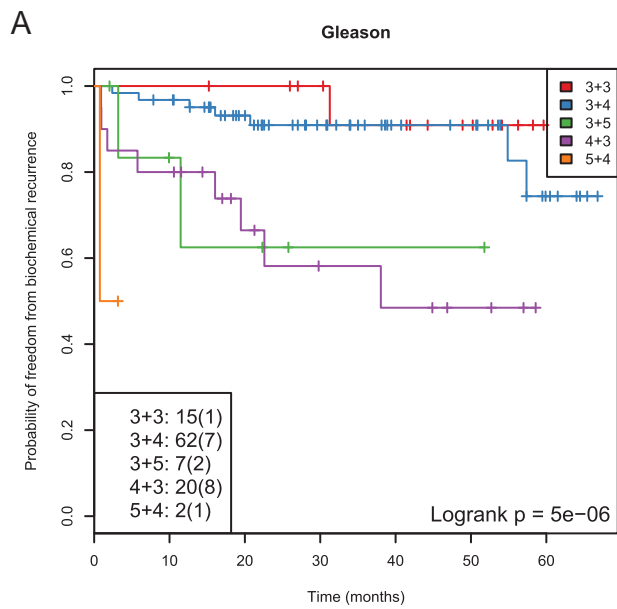 A
Gleason
Probability of freedom from biochemical recurrence
1.0
0.8
0.6
0.4
0.2
0.0
3+3
3+4
3+5
4+3
5+4
3+3: 15(1)
3+4: 62(7)
3+5: 7(2)
4+3: 20(8)
5+4: 2(1)
Logrank p = 5e−06
0 10 20 30 40 50 60
Time (months)